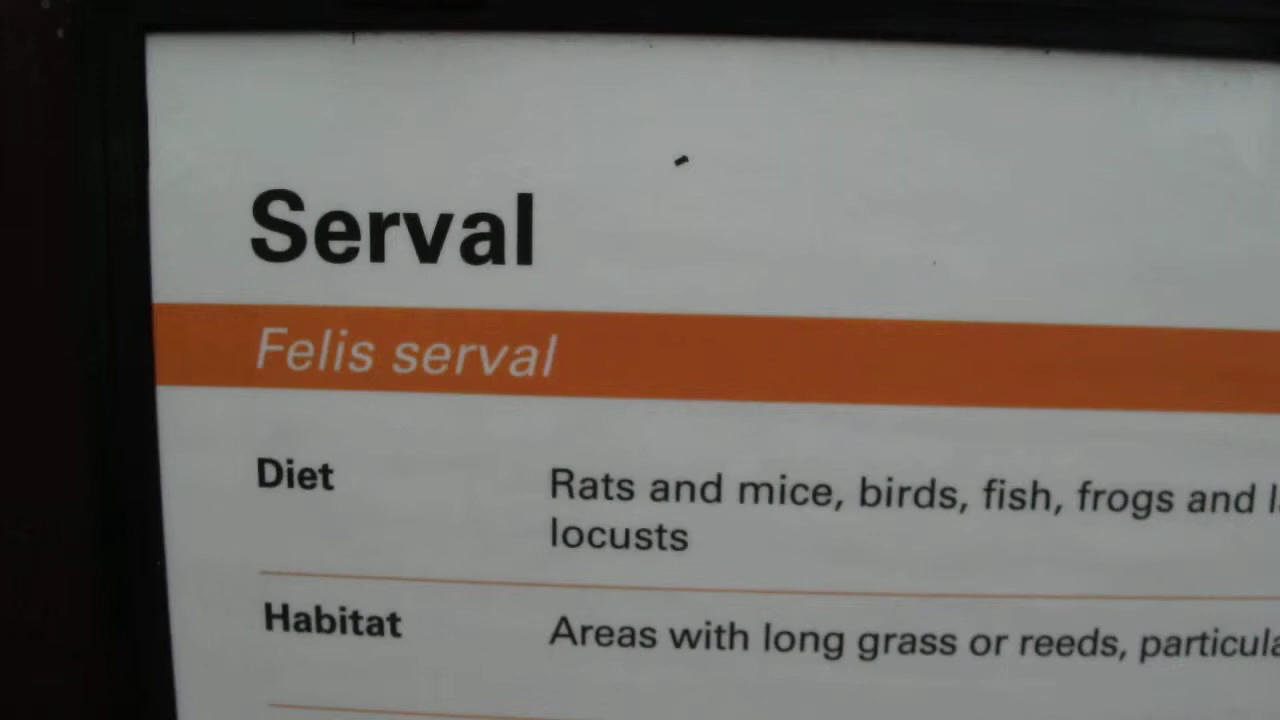 Serval
Felis serval
Diet
Rats and mice, birds, fish, frogs and
locusts
Habitat
Areas with long grass or reeds,